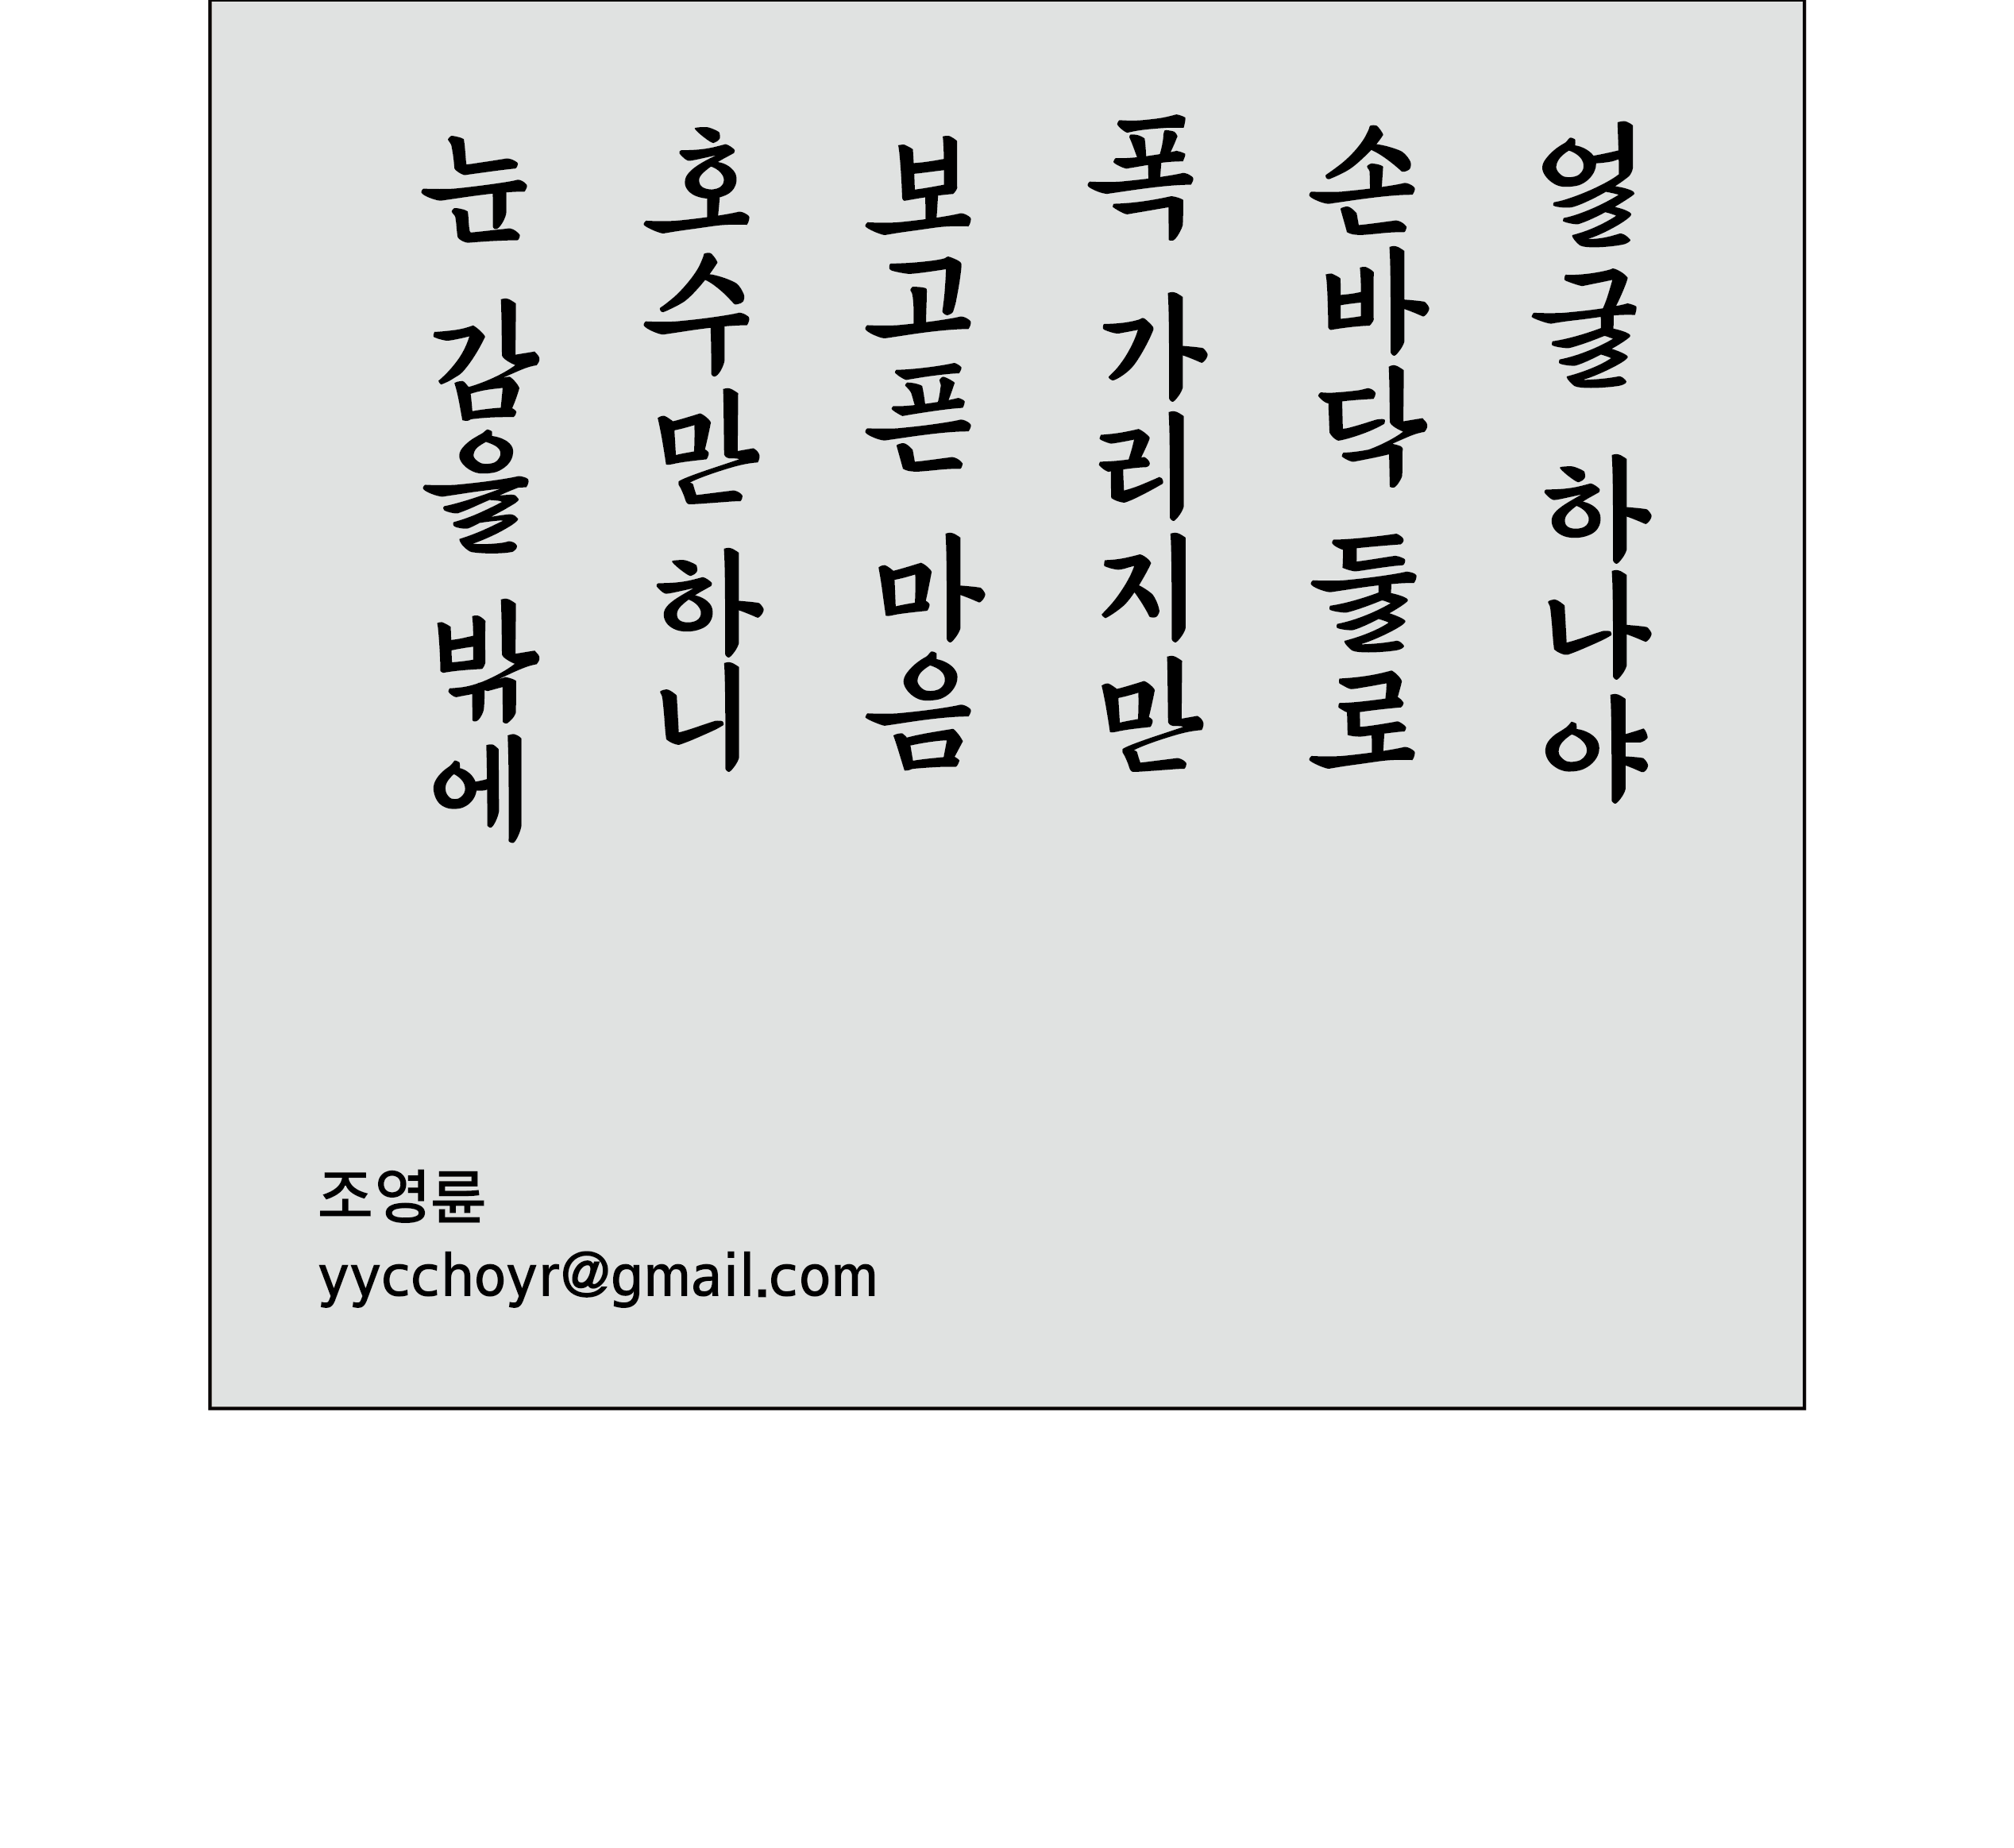 얼굴 하나야
손바닥 둘로
폭 가리지만
보고픈 마음
호수만 하니
눈 감을 밖에
조영륜
yycchoyr@gmail.com